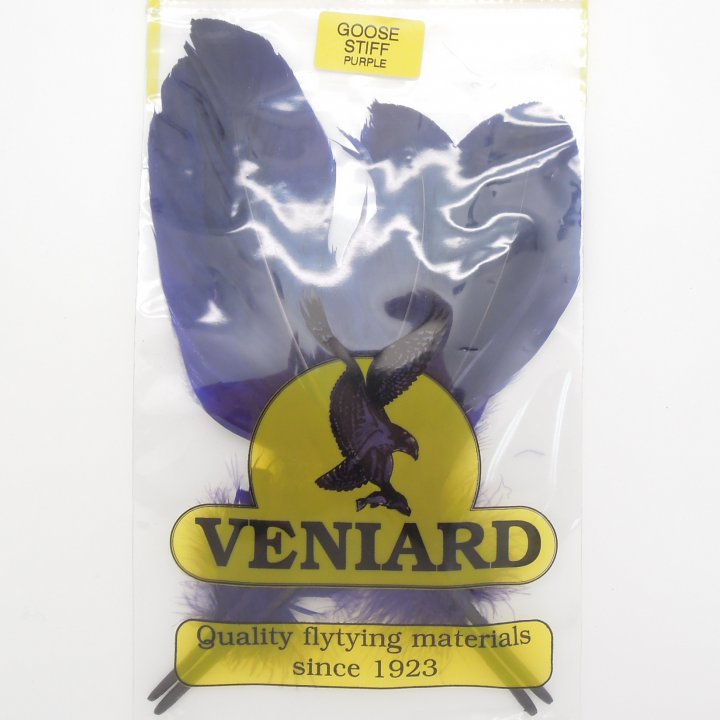 GOOSE
STIFF
PURPLE
VENIARD
Quality flytying materials
since 1923